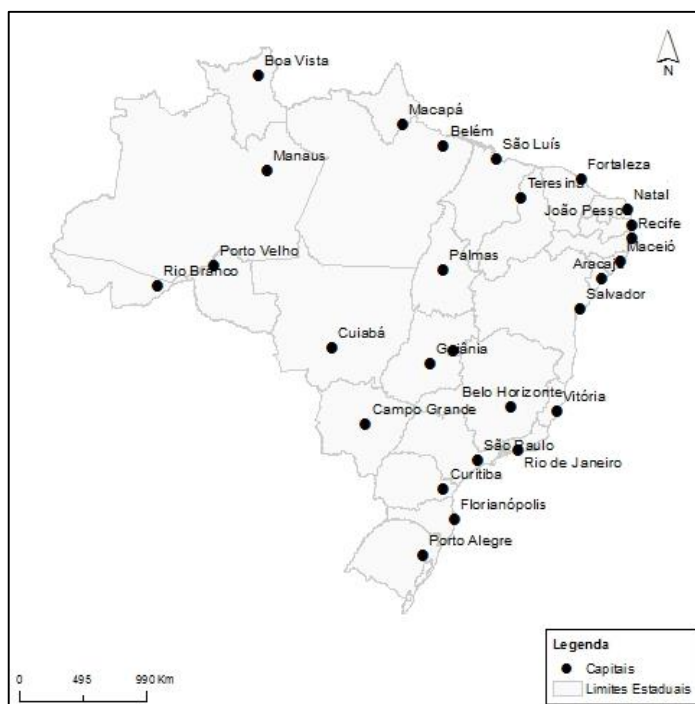 Boa Vista
N
Macapá
Belém
São Luís
Manaus
Fortaleza
Teresina
Natal
João Pesso
Recife
Porto Velho
Palmas
Maceió
Rio Branco
Aracaju
Salvador
Cuiabá
Goiânia
Belo Horizonte
Vitória
Campo Grande
São Paulo
Rio de Janeiro
Curitiba
Florianópolis
Porto Alegre
Legenda
Capitais
Limites Estaduais
0 495 990 Km